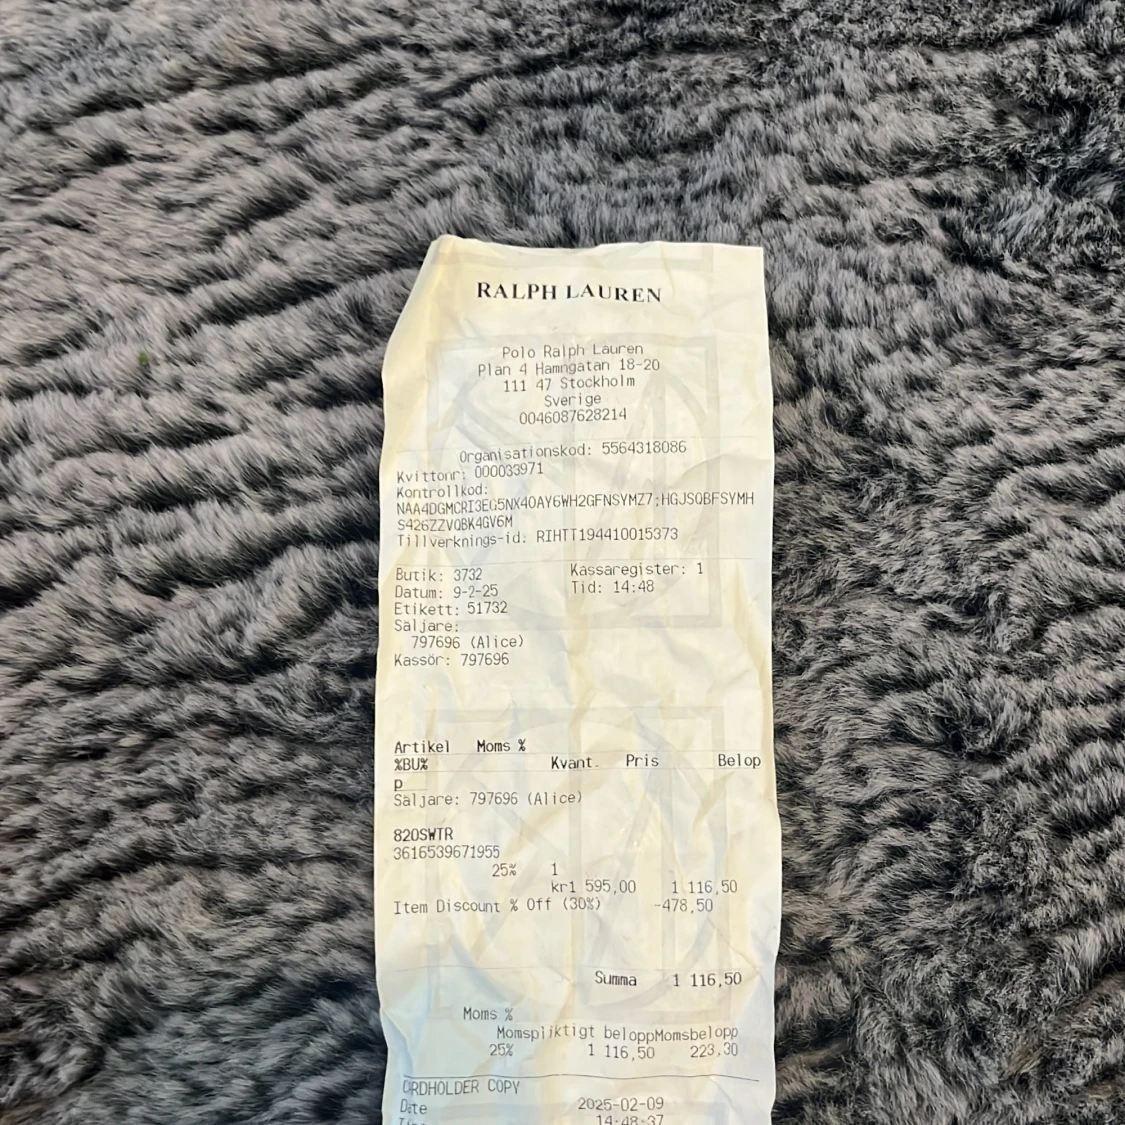 RALPH LAUREN
Polo Ralph Lauren
Plan 4 Hamngatan 18-20
111 47 Stockholm
Sverige
0046087628214
Organisationskod: 5564318086
Kvittonr: 000033971
Kontrollkod:
NAA4DGMCRI3EG5NX4OAY6WH2GFNSYMZ7;HGJSQBFSYMH
S426ZZVQBK4GV6M
Tillverknings-id: RIHTT194410015373
Butik: 3732 Kassaregister: 1
Datum: 9-2-25 Tid: 14:48
Etikett: 51732
Säljare:
797696 (Alice)
Kassör: 797696
Artikel Moms %
%BU% Kvant. Pris Belop
p
Säljare: 797696 (Alice)
820SWTR
3616539671955
25% 1
kr1 595,00 1 116,50
Item Discount % Off (30%) -478,50
Summa 1 116,50
Moms %
Momspliktigt beloppMomsbelopp
25% 1 116,50 223,30
CARDHOLDER COPY
Date 2025-02-09
Time 14:48:37